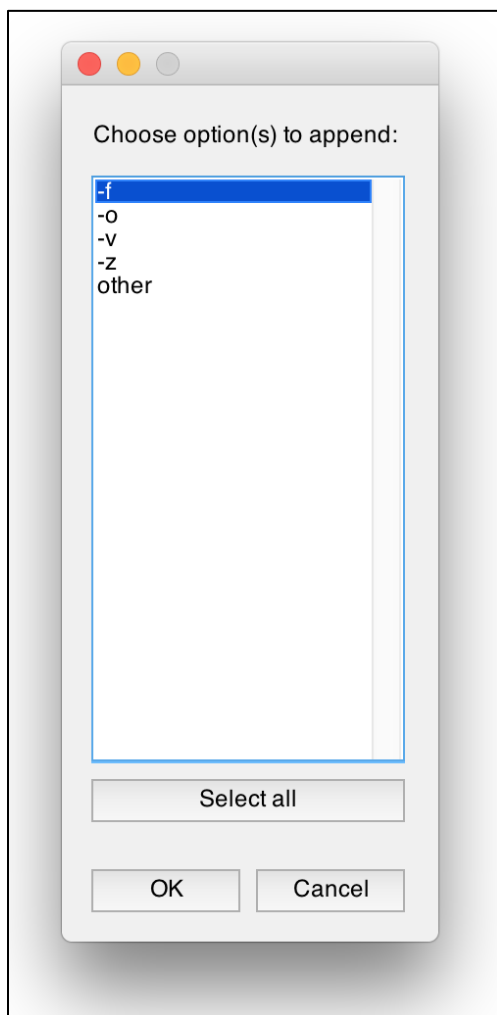 Choose option(s) to append:
-f
-o
-v
-z
other
Select all
OK
Cancel